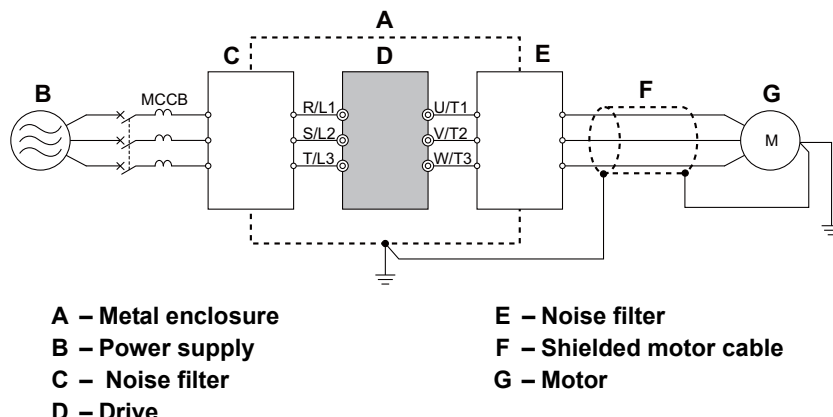 A
C
D
E
B
MCCB
R/L1
U/T1
F
G
S/L2
V/T2
M
T/L3
W/T3
A – Metal enclosure
B – Power supply
C – Noise filter
D – Drive
E – Noise filter
F – Shielded motor cable
G – Motor